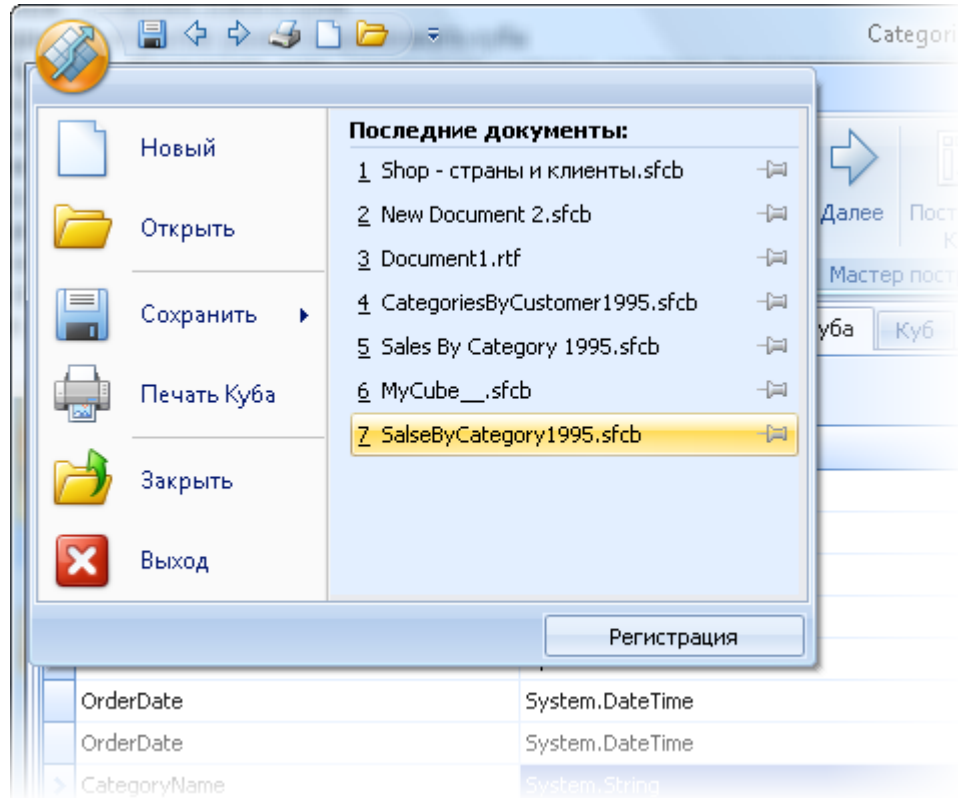 Categori
Новый
Открыть
Сохранить
Печать Куба
Закрыть
Выход
Последние документы:
1 Shop - страны и клиенты.sfcb
2 New Document 2.sfcb
3 Document1.rtf
4 CategoriesByCustomer1995.sfcb
5 Sales By Category 1995.sfcb
6 MyCube__.sfcb
7 SalseByCategory1995.sfcb
Регистрация
Далее
Пост
К
Мастер пост
уба
Куб
OrderDate System.DateTime
OrderDate System.DateTime
CategoryName System.String